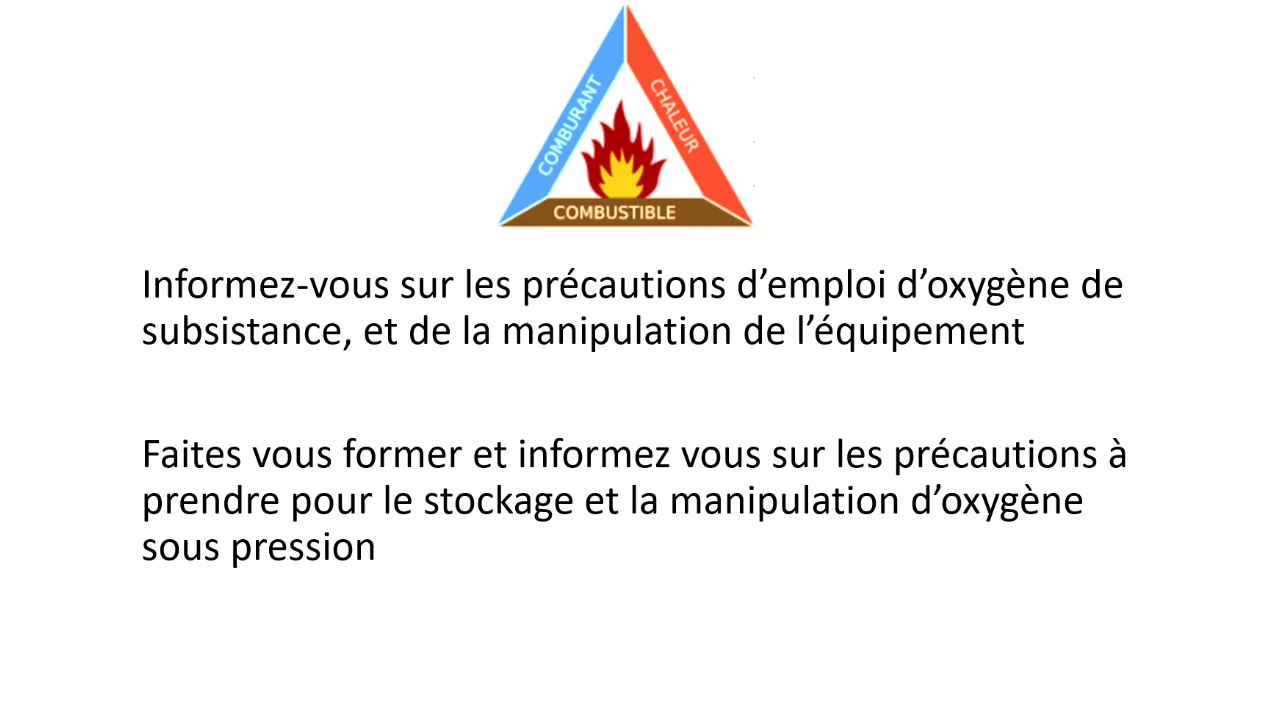 COMBURANT
CHALEUR
COMBUSTIBLE
Informez-vous sur les précautions d’emploi d’oxygène de
subsistance, et de la manipulation de l’équipement
Faites vous former et informez vous sur les précautions à
prendre pour le stockage et la manipulation d’oxygène
sous pression